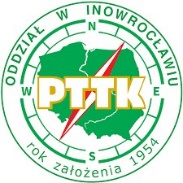 ODDZIAŁ W INOWROCŁAWIU
N
W PTTK E
S
rok założenia 1954